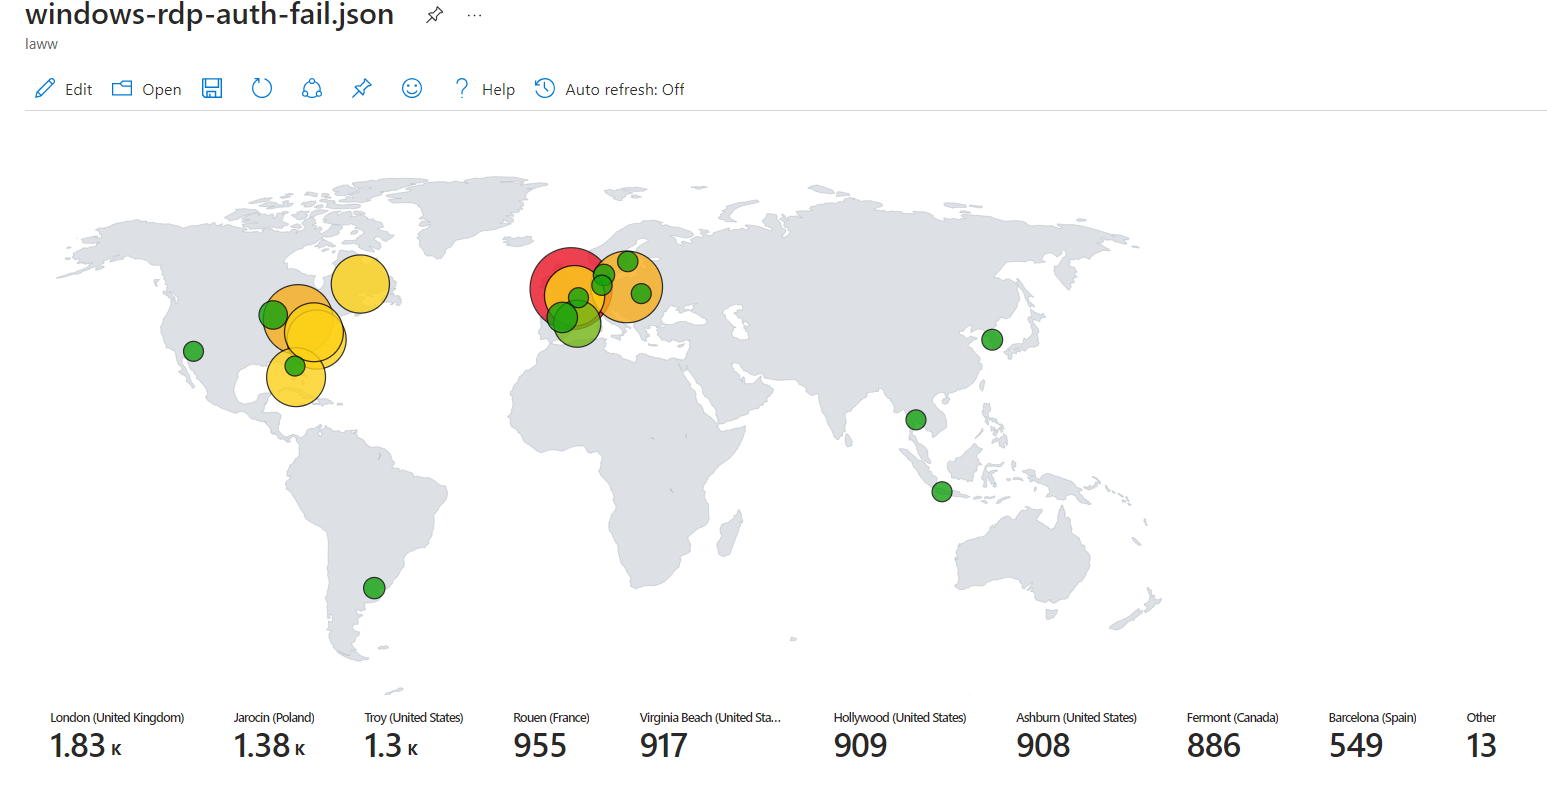 windows-rdp-auth-fail.json ...
laww
Edit Open Help Auto refresh: Off
London (United Kingdom) Jarocin (Poland) Troy (United States) Rouen (France) Virginia Beach (United Sta... Hollywood (United States) Ashburn (United States) Fermont (Canada) Barcelona (Spain) Other
1.83 K 1.38 K 1.3 K 955 917 909 908 886 549 13